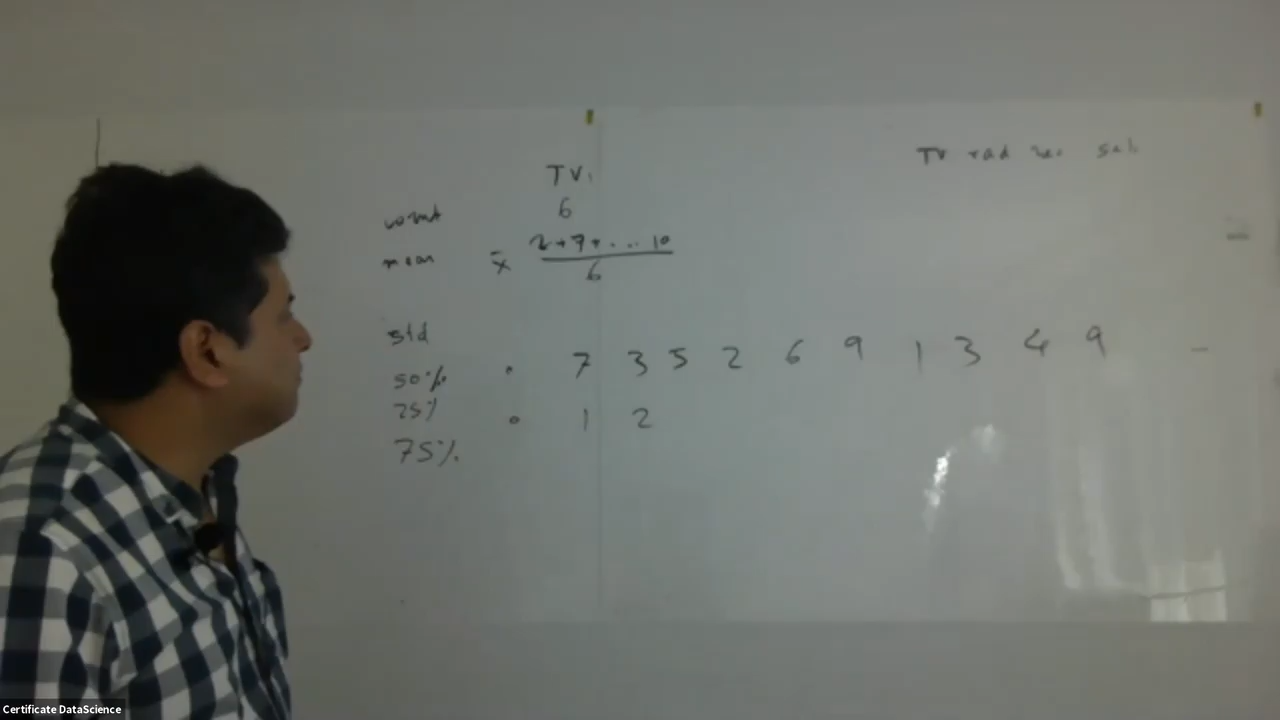 TV.
TV rad
count 6
mean x̄ 2+7+....10
6
std
7 3 5 2 6 9 1 3 4 9
50%
25% 1 2
75%
Certificate DataScience